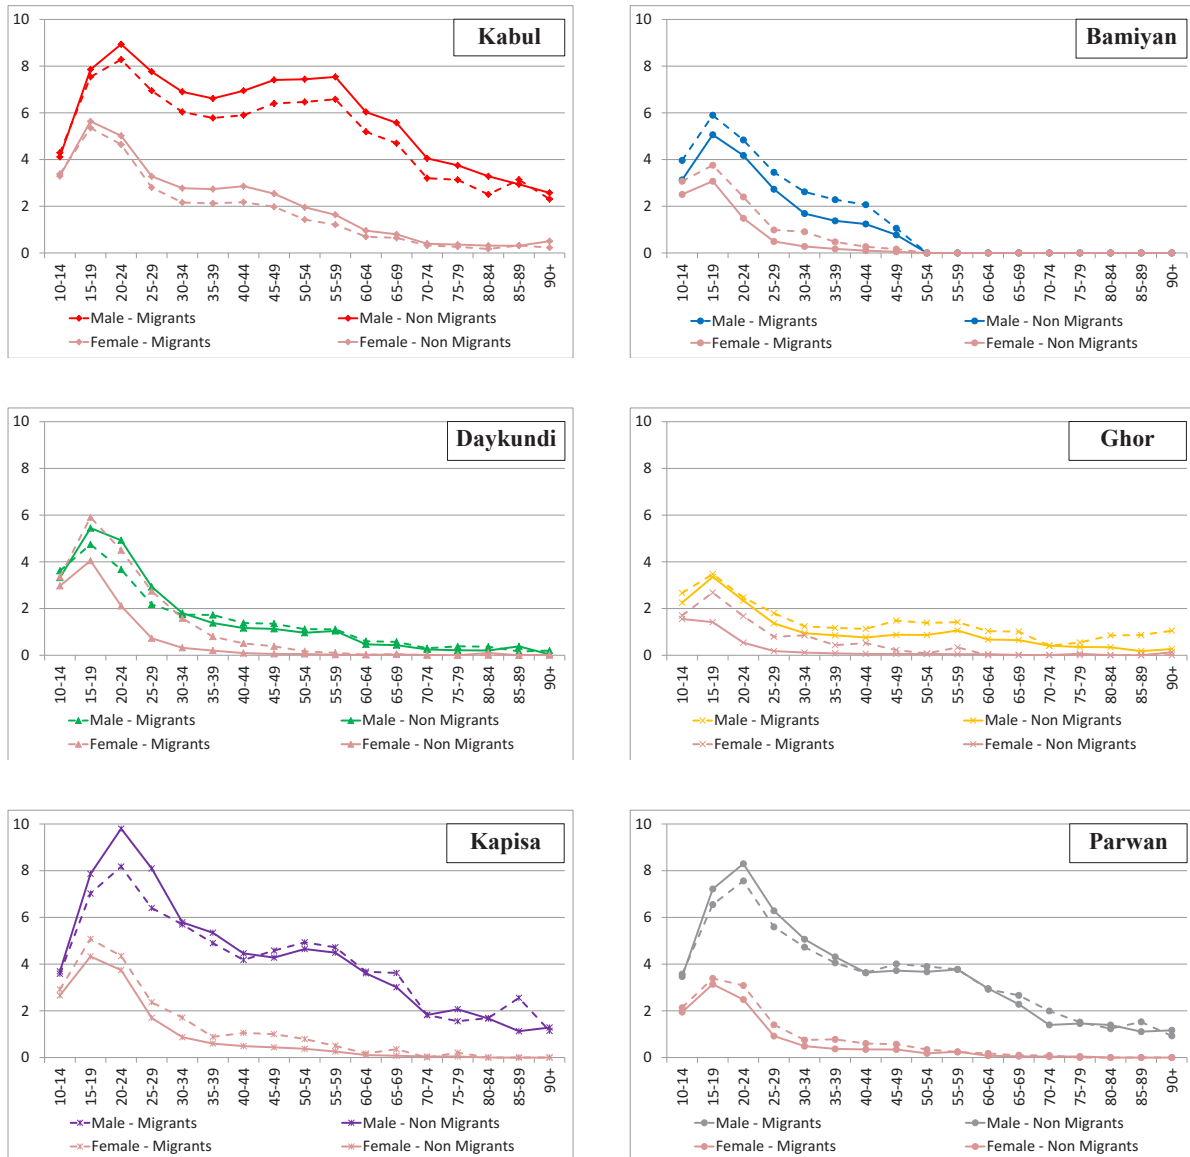 Kabul
10
8
6
4
2
0
10-14 15-19 20-24 25-29 30-34 35-39 40-44 45-49 50-54 55-59 60-64 65-69 70-74 75-79 80-84 85-89 90+
Male - Migrants Male - Non Migrants
Female - Migrants Female - Non Migrants
Bamiyan
10
8
6
4
2
0
10-14 15-19 20-24 25-29 30-34 35-39 40-44 45-49 50-54 55-59 60-64 65-69 70-74 75-79 80-84 85-89 90+
Male - Migrants Male - Non Migrants
Female - Migrants Female - Non Migrants
Daykundi
10
8
6
4
2
0
10-14 15-19 20-24 25-29 30-34 35-39 40-44 45-49 50-54 55-59 60-64 65-69 70-74 75-79 80-84 85-89 90+
Male - Migrants Male - Non Migrants
Female - Migrants Female - Non Migrants
Ghor
10
8
6
4
2
0
10-14 15-19 20-24 25-29 30-34 35-39 40-44 45-49 50-54 55-59 60-64 65-69 70-74 75-79 80-84 85-89 90+
Male - Migrants Male - Non Migrants
Female - Migrants Female - Non Migrants
Kapisa
10
8
6
4
2
0
10-14 15-19 20-24 25-29 30-34 35-39 40-44 45-49 50-54 55-59 60-64 65-69 70-74 75-79 80-84 85-89 90+
Male - Migrants Male - Non Migrants
Female - Migrants Female - Non Migrants
Parwan
10
8
6
4
2
0
10-14 15-19 20-24 25-29 30-34 35-39 40-44 45-49 50-54 55-59 60-64 65-69 70-74 75-79 80-84 85-89 90+
Male - Migrants Male - Non Migrants
Female - Migrants Female - Non Migrants